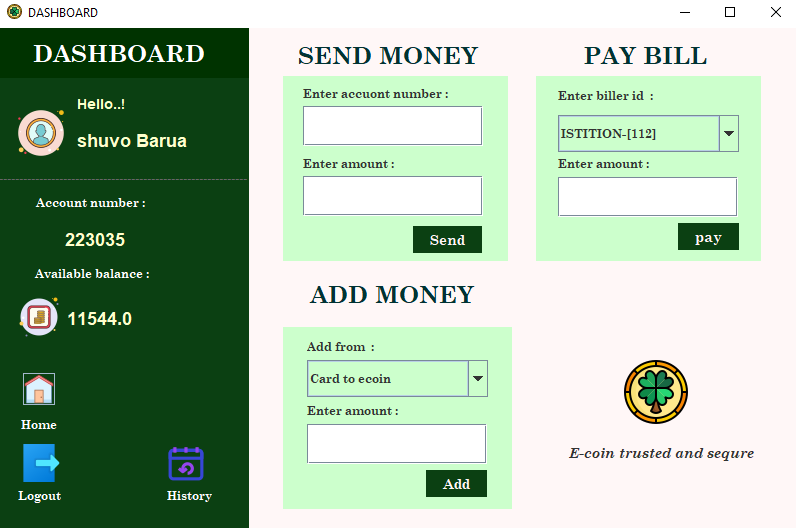 DASHBOARD
DASHBOARD
Hello..!
shuvo Barua
Account number :
223035
Available balance :
11544.0
Home
Logout
History
SEND MONEY
Enter accuont number :
Enter amount :
Send
PAY BILL
Enter biller id :
ISTITION-[112]
Enter amount :
pay
ADD MONEY
Add from :
Card to ecoin
Enter amount :
Add
E-coin trusted and sequre